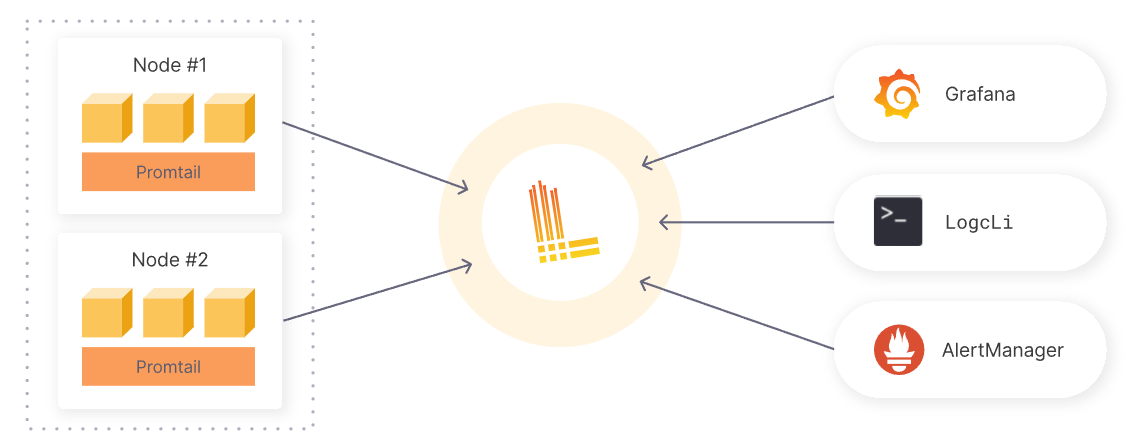 Node #1
Promtail
Node #2
Promtail
Grafana
>_
LogcLi
AlertManager